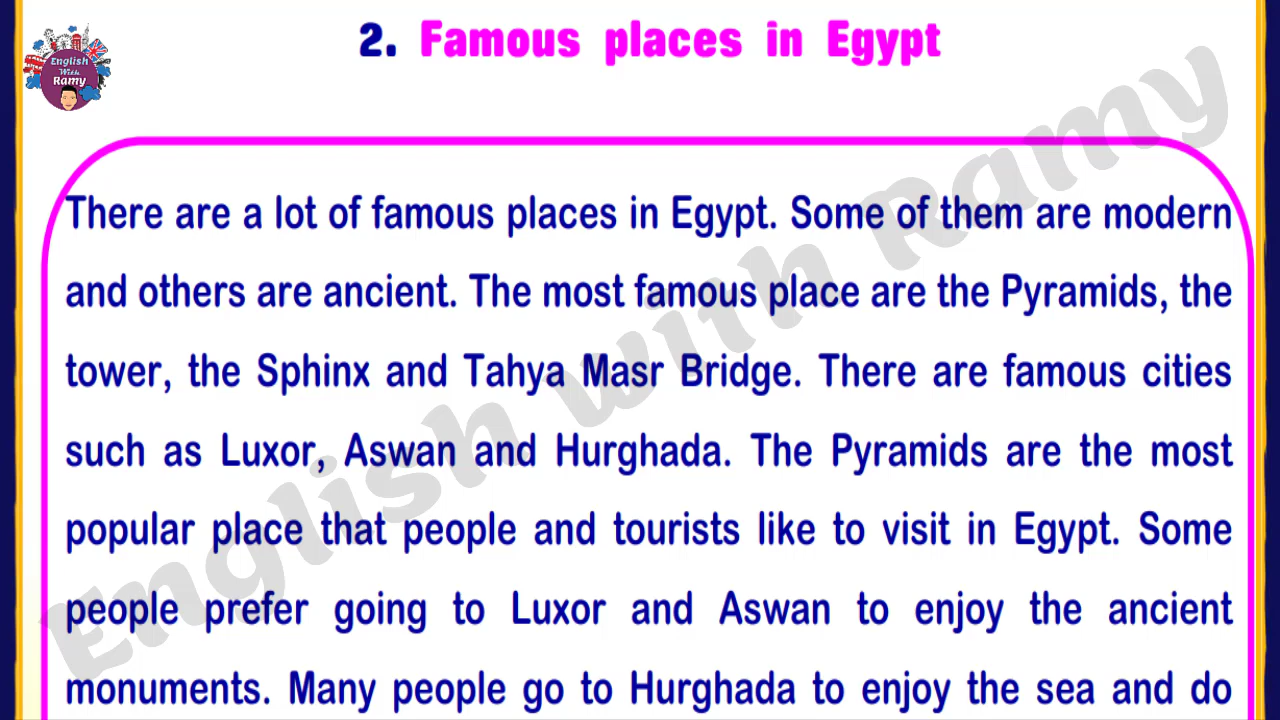 English
With
Ramy
2. Famous places in Egypt
There are a lot of famous places in Egypt. Some of them are modern
and others are ancient. The most famous place are the Pyramids, the
tower, the Sphinx and Tahya Masr Bridge. There are famous cities
such as Luxor, Aswan and Hurghada. The Pyramids are the most
popular place that people and tourists like to visit in Egypt. Some
people prefer going to Luxor and Aswan to enjoy the ancient
monuments. Many people go to Hurghada to enjoy the sea and do
English with Ramy